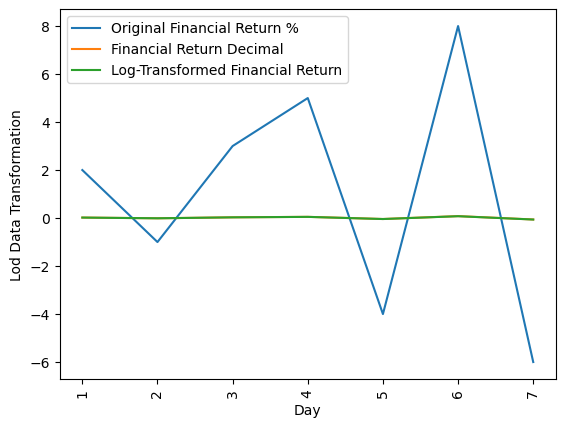 Original Financial Return %
Financial Return Decimal
Log-Transformed Financial Return
Lod Data Transformation
8
6
4
2
0
−2
−4
−6
1 2 3 4 5 6 7
Day